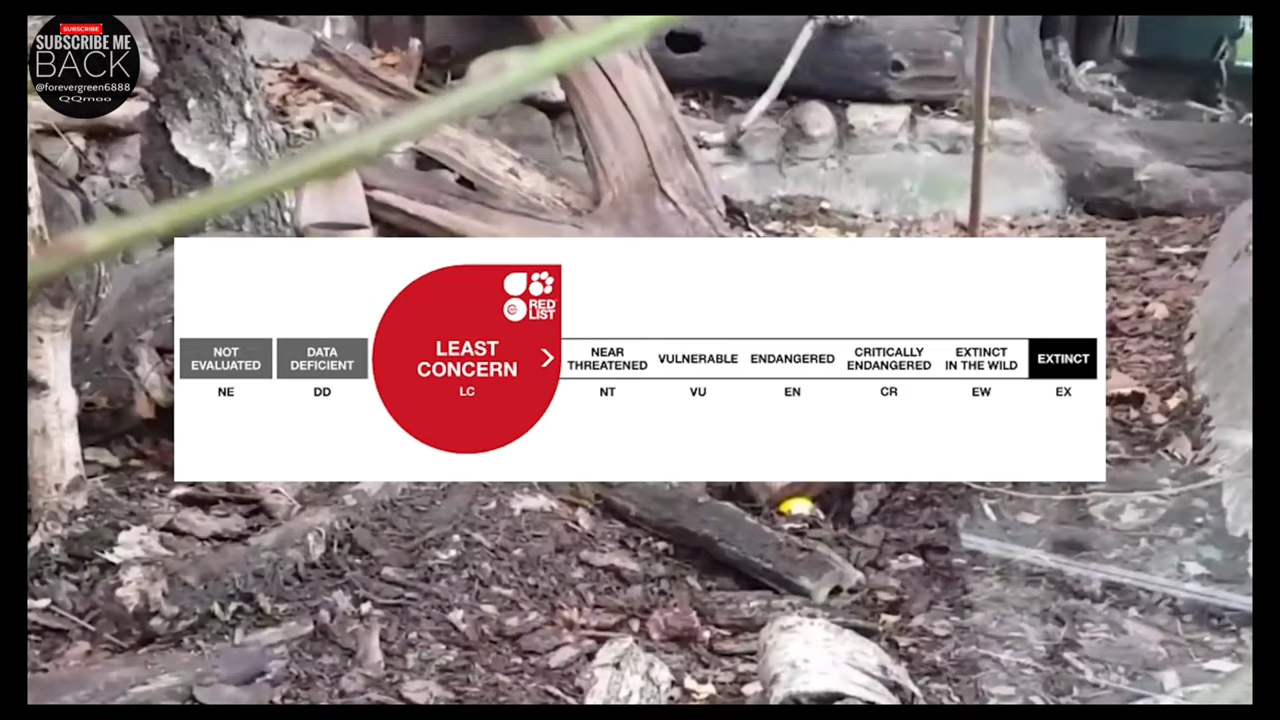 SUBSCRIBE
SUBSCRIBE ME
BACK
@forevergreen6888
QQmoo
RED
LIST
NOT
EVALUATED
NE
DATA
DEFICIENT
DD
LEAST
CONCERN
LC
NEAR
THREATENED
NT
VULNERABLE
VU
ENDANGERED
EN
CRITICALLY
ENDANGERED
CR
EXTINCT
IN THE WILD
EW
EXTINCT
EX